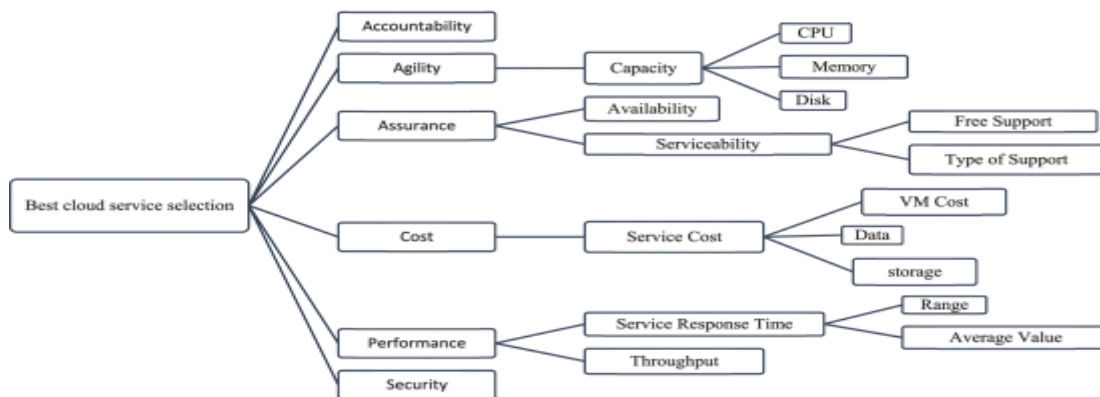 Accountability
CPU
Agility
Capacity
Memory
Disk
Availability
Assurance
Free Support
Serviceability
Type of Support
Best cloud service selection
VM Cost
Cost
Service Cost
Data
storage
Range
Service Response Time
Performance
Average Value
Throughput
Security